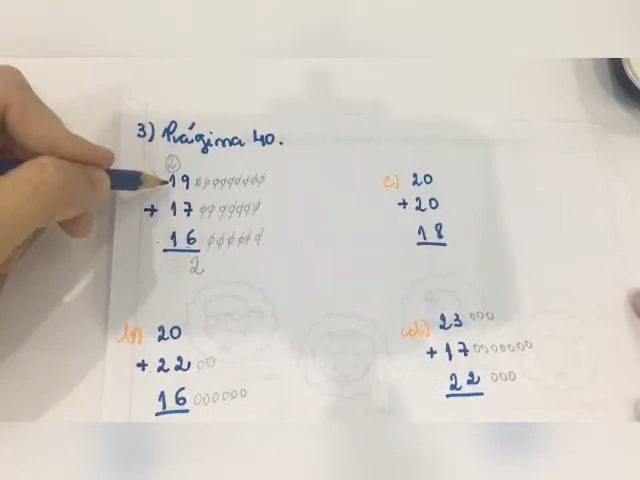 3) Página 40.
2
19
+ 17
16
2
c) 20
+ 20
18
b) 20
+ 22
16
d) 23
+ 17
22